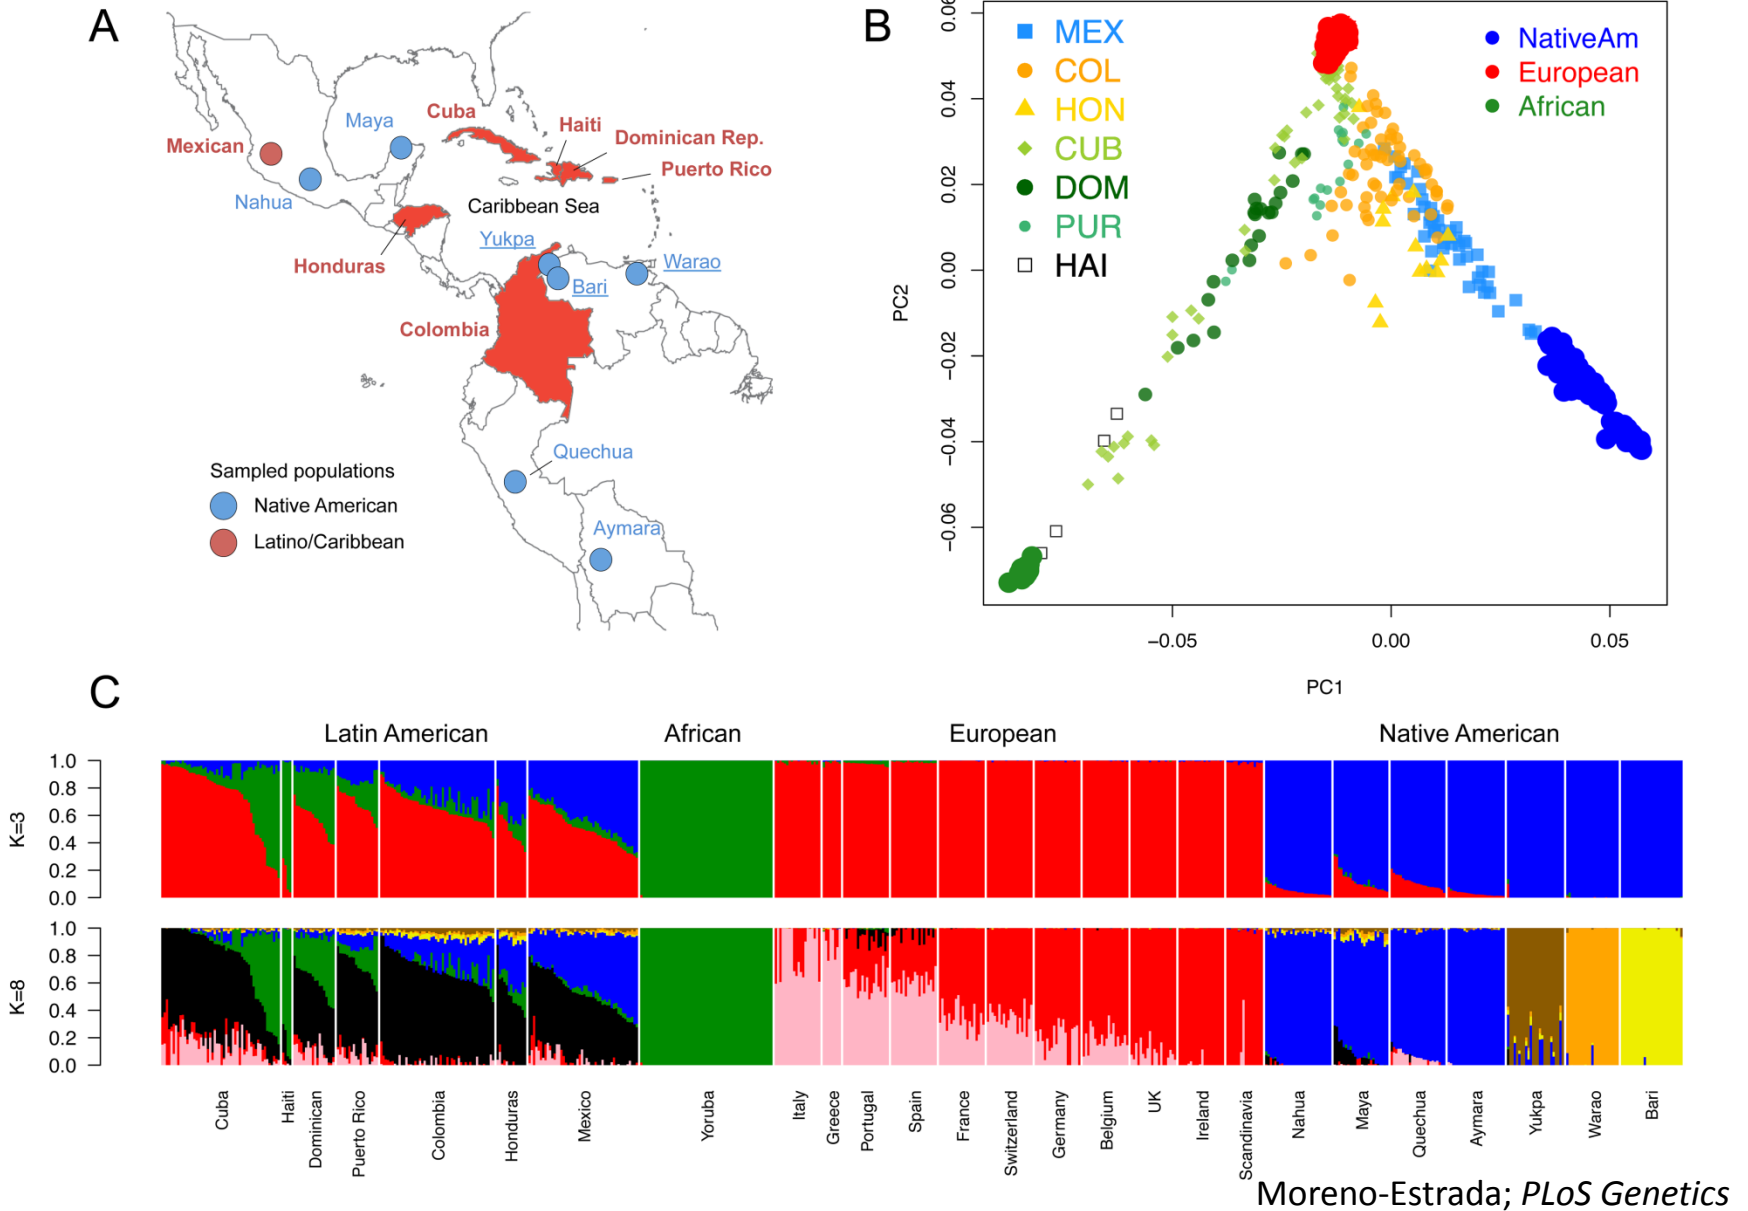 A
Mexican
Maya
Nahua
Cuba
Haiti
Dominican Rep.
Puerto Rico
Caribbean Sea
Honduras
Yukpa
Bari
Warao
Colombia
Quechua
Aymara
Sampled populations
Native American
Latino/Caribbean
B
MEX
COL
HON
CUB
DOM
PUR
HAI
NativeAm
European
African
PC2
0.04
0.02
0.00
−0.02
−0.04
−0.06
−0.05
0.00
0.05
PC1
C
Latin American
African
European
Native American
K=3
1.0
0.8
0.6
0.4
0.2
0.0
K=8
1.0
0.8
0.6
0.4
0.2
0.0
Cuba
Haiti
Dominican
Puerto Rico
Colombia
Honduras
Mexico
Yoruba
Italy
Greece
Portugal
Spain
France
Switzerland
Germany
Belgium
UK
Ireland
Scandinavia
Nahua
Maya
Quechua
Aymara
Yukpa
Warao
Bari
Moreno-Estrada; PLoS Genetics